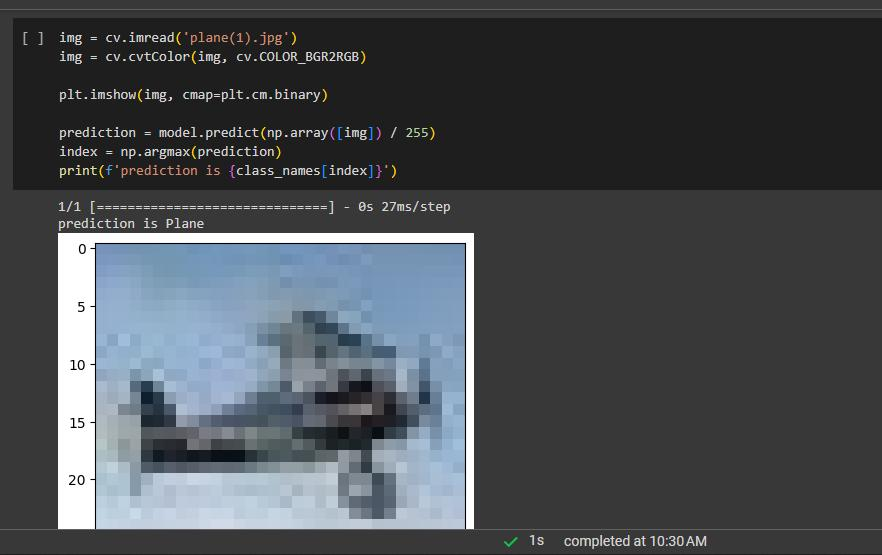 [ ] img = cv.imread('plane(1).jpg')
img = cv.cvtColor(img, cv.COLOR_BGR2RGB)
plt.imshow(img, cmap=plt.cm.binary)
prediction = model.predict(np.array([img]) / 255)
index = np.argmax(prediction)
print(f'prediction is {class_names[index]}')
1/1 [==============================] - 0s 27ms/step
prediction is Plane
0
5
10
15
20
1s completed at 10:30 AM